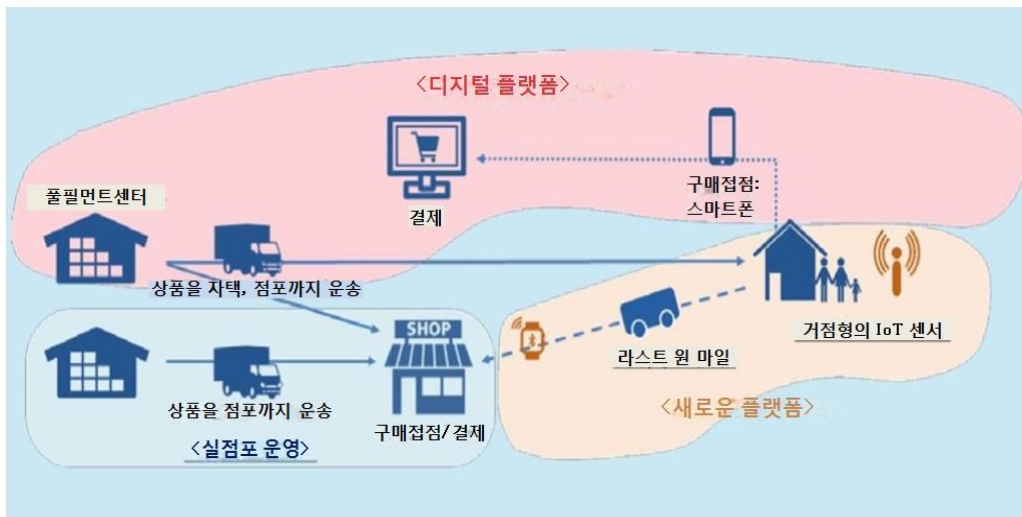 <디지털 플랫폼>
풀필먼트센터
결제
구매접점:
스마트폰
상품을 자택, 점포까지 운송
SHOP
거점형의 IoT 센서
라스트 원 마일
상품을 점포까지 운송
구매접점/결제
<새로운 플랫폼>
<실점포 운영>